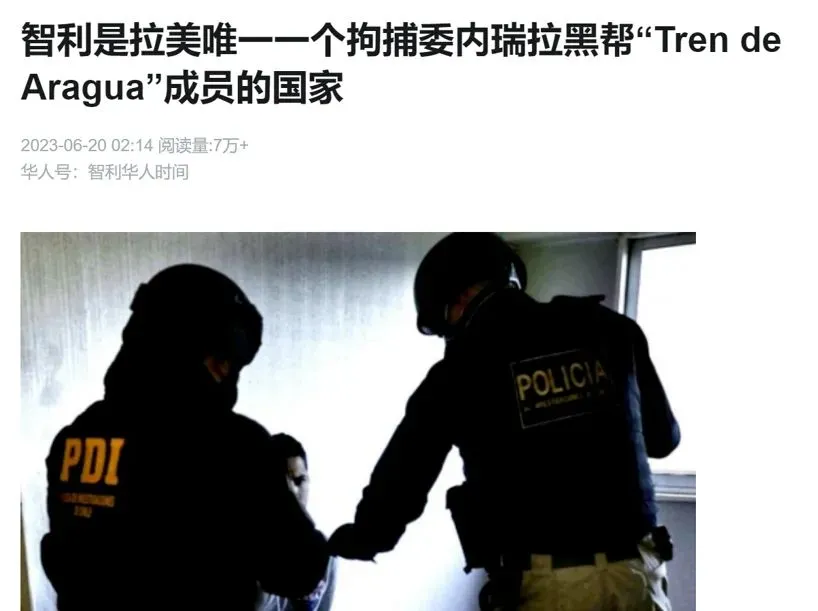 智利是拉美唯一一个拘捕委内瑞拉黑帮“Tren de
Aragua”成员的国家
2023-06-20 02:14 阅读量:7万+
华人号：智利华人时间
POLICIA
PDI